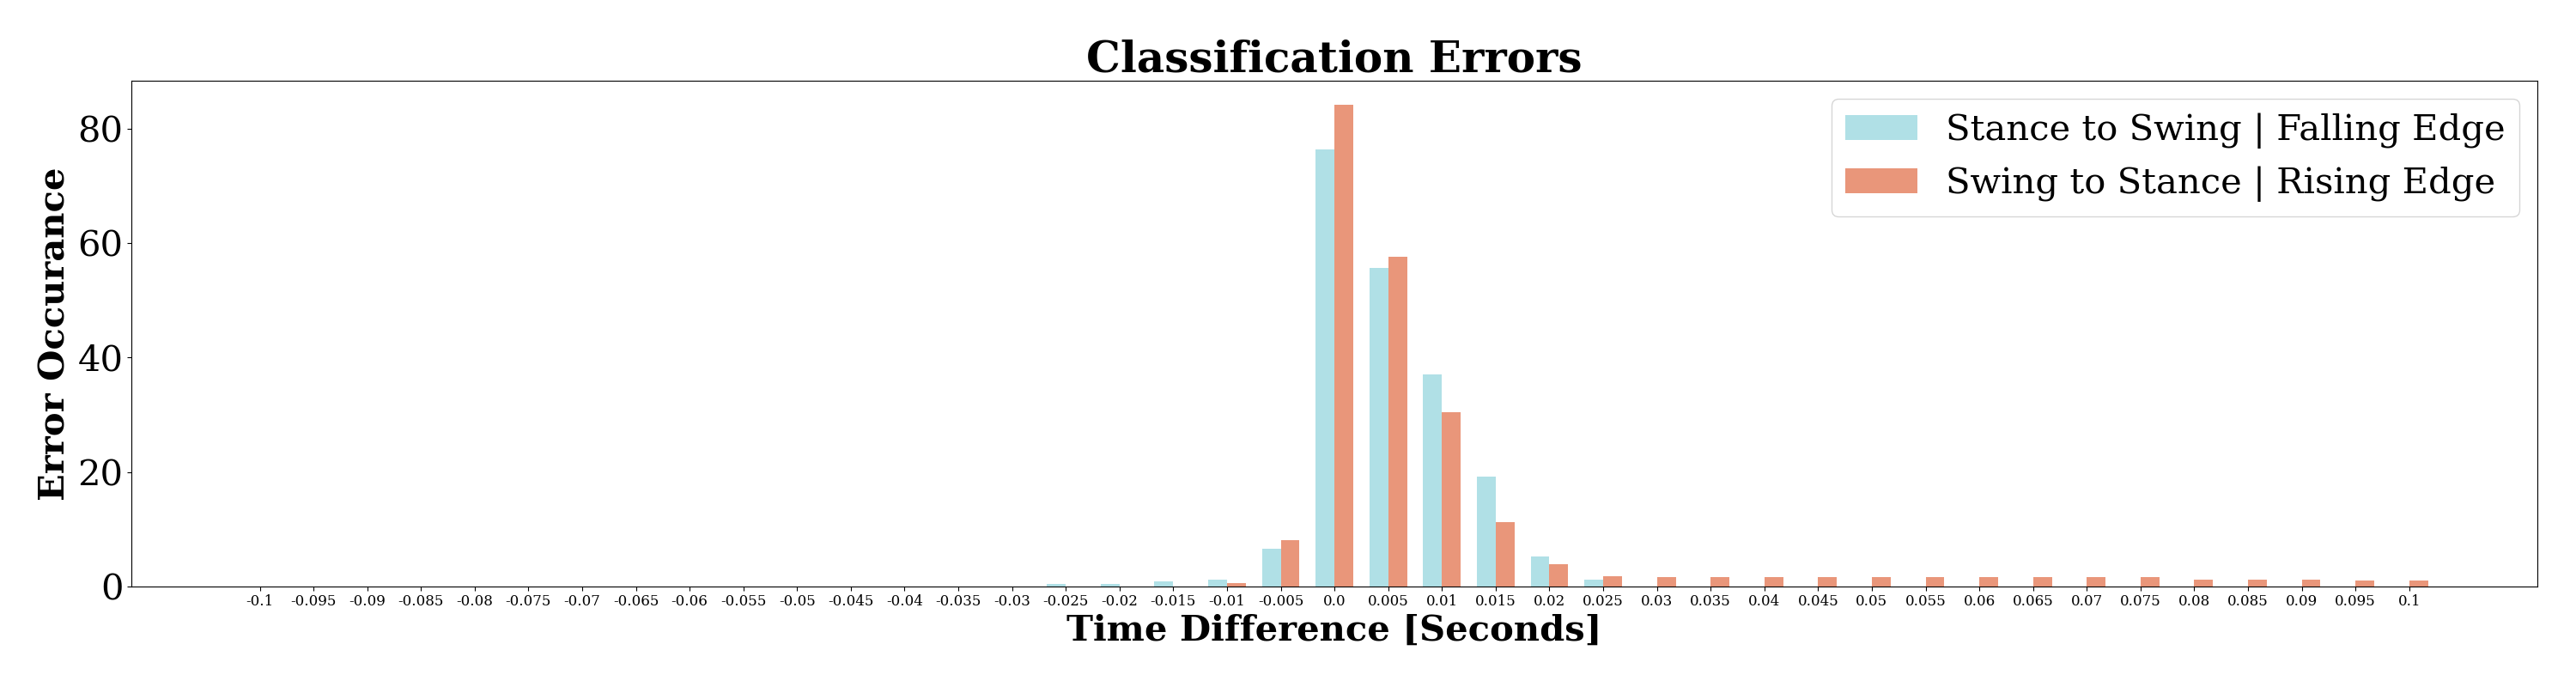 Classification Errors
Error Occurance
80
60
40
20
0
Stance to Swing | Falling Edge
Swing to Stance | Rising Edge
-0.1 -0.095 -0.09 -0.085 -0.08 -0.075 -0.07 -0.065 -0.06 -0.055 -0.05 -0.045 -0.04 -0.035 -0.03 -0.025 -0.02 -0.015 -0.01 -0.005 0.0 0.005 0.01 0.015 0.02 0.025 0.03 0.035 0.04 0.045 0.05 0.055 0.06 0.065 0.07 0.075 0.08 0.085 0.09 0.095 0.1
Time Difference [Seconds]